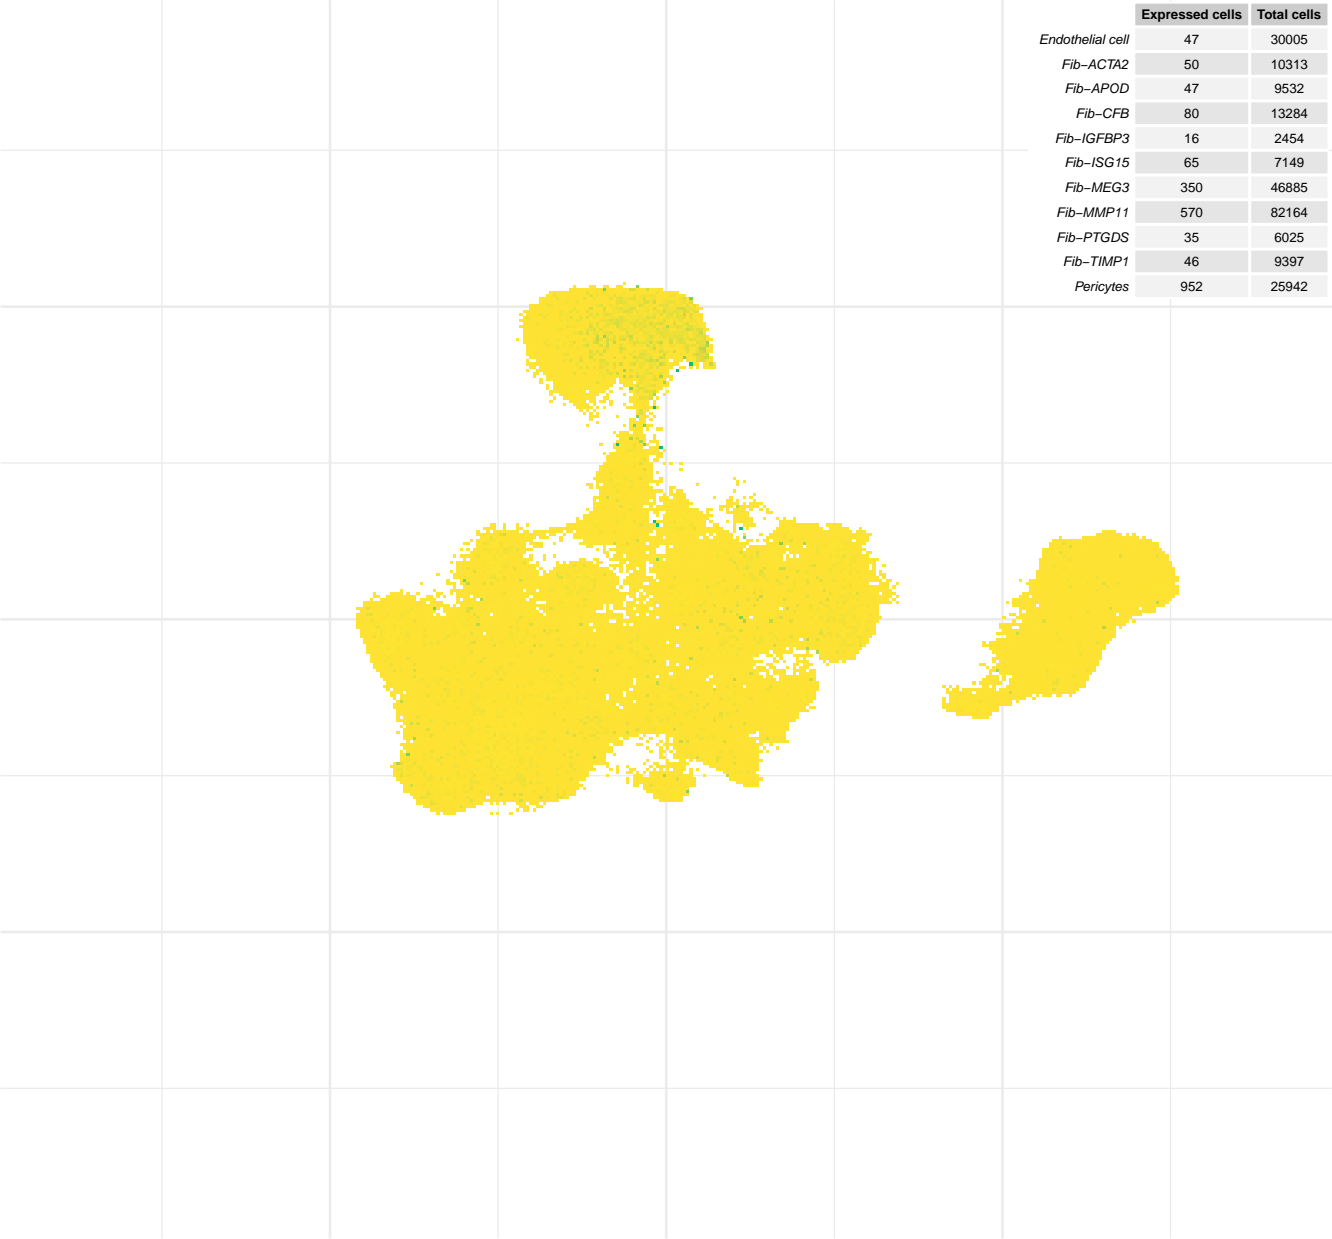 Expressed cells Total cells
Endothelial cell 47 30005
Fib−ACTA2 50 10313
Fib−APOD 47 9532
Fib−CFB 80 13284
Fib−IGFBP3 16 2454
Fib−ISG15 65 7149
Fib−MEG3 350 46885
Fib−MMP11 570 82164
Fib−PTGDS 35 6025
Fib−TIMP1 46 9397
Pericytes 952 25942